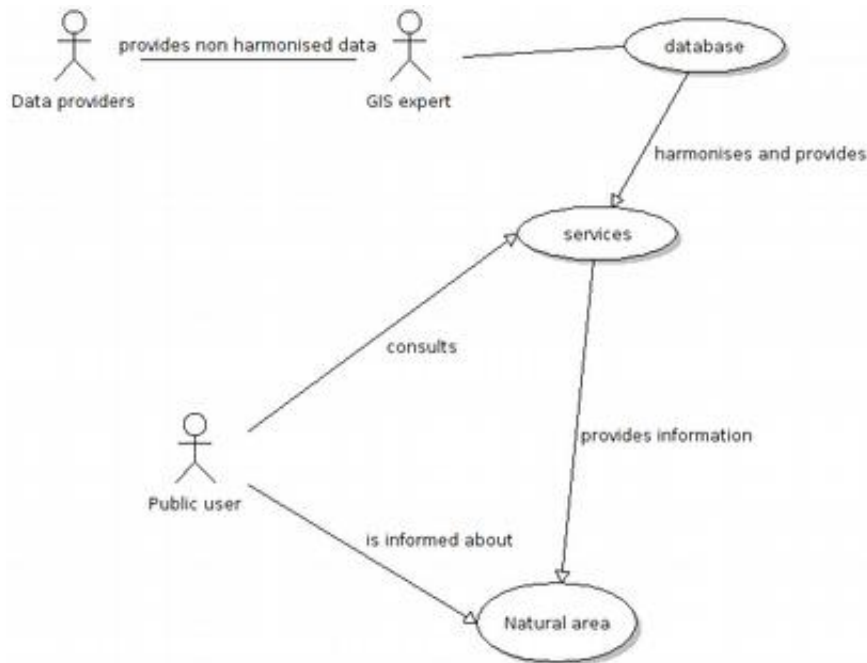 provides non harmonised data
database
Data providers
GIS expert
harmonises and provides
services
consults
provides information
Public user
is informed about
Natural area